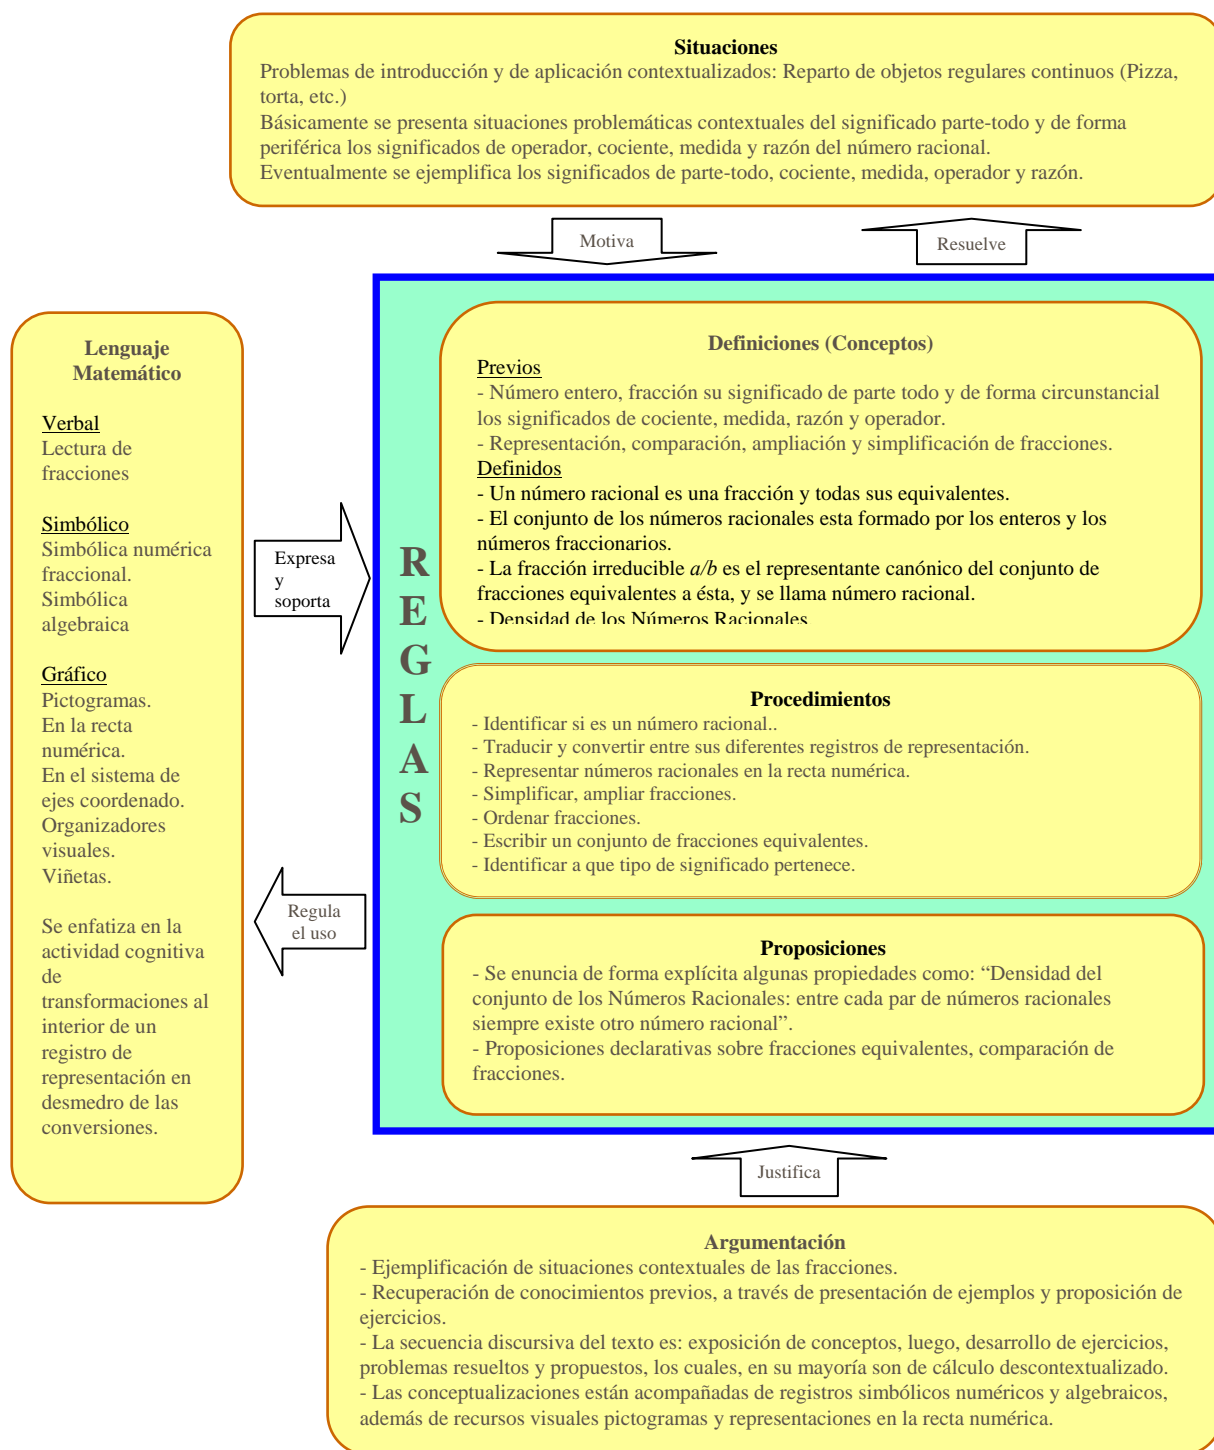 Situaciones
Problemas de introducción y de aplicación contextualizados: Reparto de objetos regulares continuos (Pizza,
torta, etc.)
Básicamente se presenta situaciones problemáticas contextuales del significado parte-todo y de forma
periférica los significados de operador, cociente, medida y razón del número racional.
Eventualmente se ejemplifica los significados de parte-todo, cociente, medida, operador y razón.
Motiva
Resuelve
Lenguaje
Matemático
Verbal
Lectura de
fracciones
Simbólico
Simbólica numérica
fraccional.
Simbólica
algebraica
Gráfico
Pictogramas.
En la recta
numérica.
En el sistema de
ejes coordenado.
Organizadores
visuales.
Viñetas.
Se enfatiza en la
actividad cognitiva
de
transformaciones al
interior de un
registro de
representación en
desmedro de las
conversiones.
Expresa
y
soporta
Regula
el uso
R
E
G
L
A
S
Definiciones (Conceptos)
Previos
- Número entero, fracción su significado de parte todo y de forma circunstancial
los significados de cociente, medida, razón y operador.
- Representación, comparación, ampliación y simplificación de fracciones.
Definidos
- Un número racional es una fracción y todas sus equivalentes.
- El conjunto de los números racionales esta formado por los enteros y los
números fraccionarios.
- La fracción irreducible a/b es el representante canónico del conjunto de
fracciones equivalentes a ésta, y se llama número racional.
- Densidad de los Números Racionales
Procedimientos
- Identificar si es un número racional..
- Traducir y convertir entre sus diferentes registros de representación.
- Representar números racionales en la recta numérica.
- Simplificar, ampliar fracciones.
- Ordenar fracciones.
- Escribir un conjunto de fracciones equivalentes.
- Identificar a que tipo de significado pertenece.
Proposiciones
- Se enuncia de forma explícita algunas propiedades como: “Densidad del
conjunto de los Números Racionales: entre cada par de números racionales
siempre existe otro número racional”.
- Proposiciones declarativas sobre fracciones equivalentes, comparación de
fracciones.
Justifica
Argumentación
- Ejemplificación de situaciones contextuales de las fracciones.
- Recuperación de conocimientos previos, a través de presentación de ejemplos y proposición de
ejercicios.
- La secuencia discursiva del texto es: exposición de conceptos, luego, desarrollo de ejercicios,
problemas resueltos y propuestos, los cuales, en su mayoría son de cálculo descontextualizado.
- Las conceptualizaciones están acompañadas de registros simbólicos numéricos y algebraicos,
además de recursos visuales pictogramas y representaciones en la recta numérica.